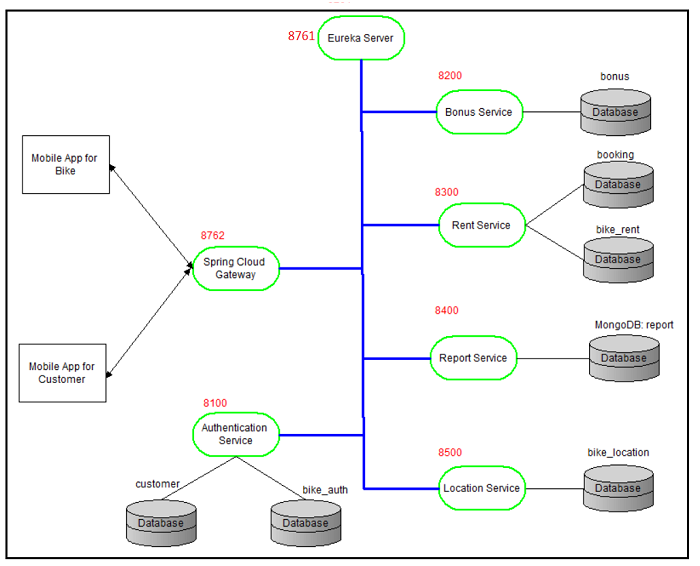 8761
Eureka Server
8200
Bonus Service
bonus
Database
Mobile App for
Bike
8300
Rent Service
booking
Database
bike_rent
Database
8762
Spring Cloud
Gateway
8400
Report Service
MongoDB: report
Database
Mobile App for
Customer
8100
Authentication
Service
customer
Database
bike_auth
Database
8500
Location Service
bike_location
Database